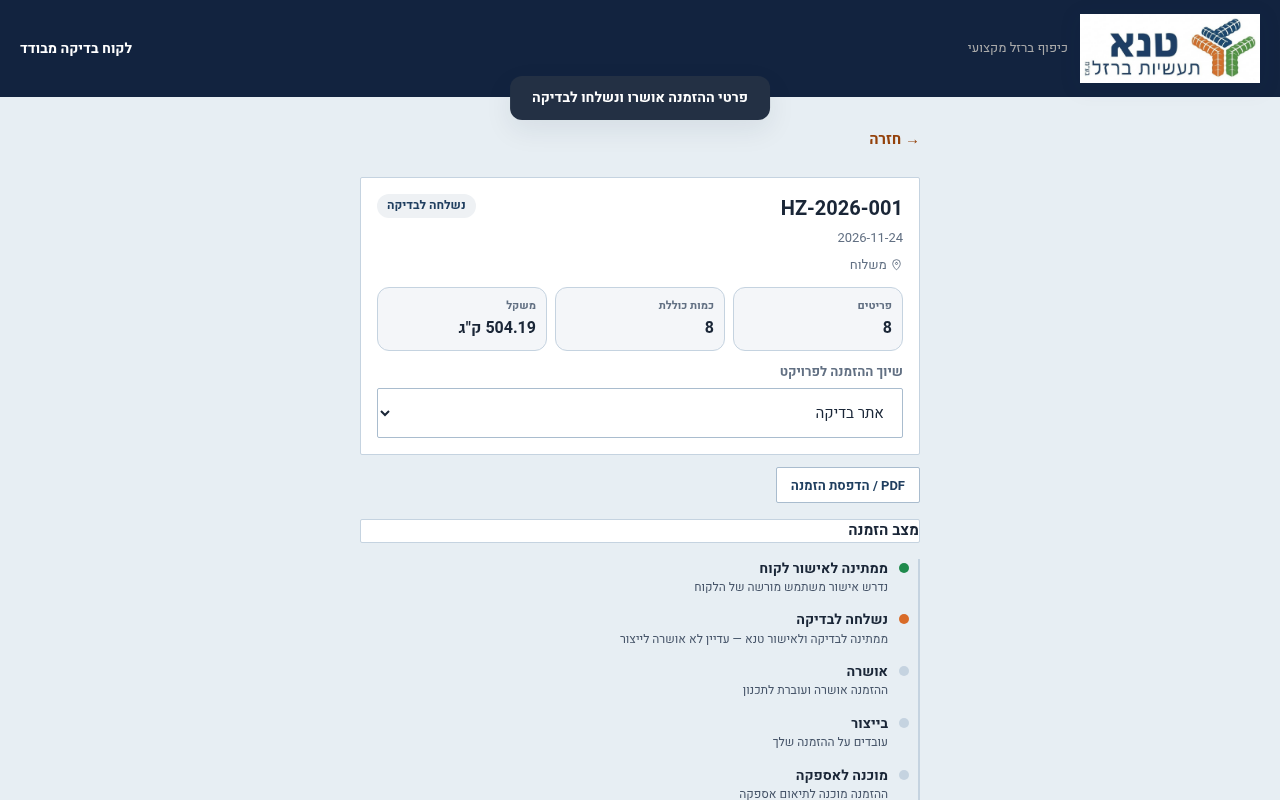 טנא
תעשיות ברזל
כיפוף ברזל מקצועי
לקוח בדיקה מבודד
פרטי ההזמנה אושרו ונשלחו לבדיקה
→ חזרה
HZ-2026-001
נשלחה לבדיקה
2026-11-24
משלוח
פריטים
8
כמות כוללת
8
משקל
504.19 ק"ג
שיוך ההזמנה לפרויקט
אתר בדיקה
PDF / הדפסת הזמנה
מצב הזמנה
ממתינה לאישור לקוח
נדרש אישור משתמש מורשה של הלקוח
נשלחה לבדיקה
ממתינה לבדיקה ולאישור טנא — עדיין לא אושרה לייצור
אושרה
ההזמנה אושרה ועוברת לתכנון
בייצור
עובדים על ההזמנה שלך
מוכנה לאספקה
ההזמנה מוכנה לתיאום אספקה